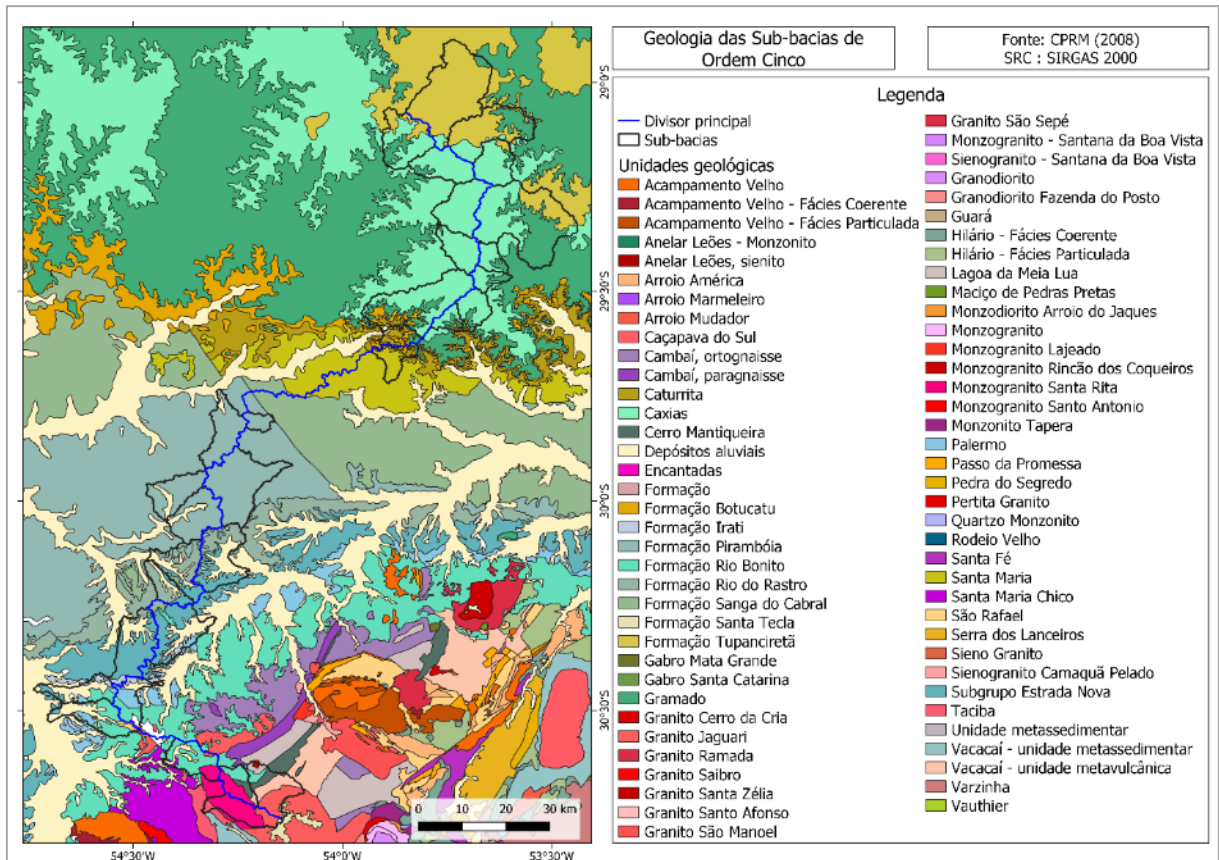 Geologia das Sub-bacias de
Ordem Cinco
Fonte: CPRM (2008)
SRC : SIRGAS 2000
Legenda
Divisor principal
Sub-bacias
Unidades geológicas
Acampamento Velho
Acampamento Velho - Fácies Coerente
Acampamento Velho - Fácies Particulada
Anelar Leões - Monzonito
Anelar Leões, sienito
Arroio América
Arroio Marmeleiro
Arroio Mudador
Caçapava do Sul
Cambaí, ortognaisse
Cambaí, paragnaisse
Caturrita
Caxias
Cerro Mantiqueira
Depósitos aluviais
Encantadas
Formação
Formação Botucatu
Formação Irati
Formação Pirambóia
Formação Rio Bonito
Formação Rio do Rastro
Formação Sanga do Cabral
Formação Santa Tecla
Formação Tupanciretã
Gabro Mata Grande
Gabro Santa Catarina
Gramado
Granito Cerro da Cria
Granito Jaguari
Granito Ramada
Granito Saibro
Granito Santa Zélia
Granito Santo Afonso
Granito São Manoel
Granito São Sepé
Monzogranito - Santana da Boa Vista
Sienogranito - Santana da Boa Vista
Granodiorito
Granodiorito Fazenda do Posto
Guará
Hilário - Fácies Coerente
Hilário - Fácies Particulada
Lagoa da Meia Lua
Maciço de Pedras Pretas
Monzodiorito Arroio do Jaques
Monzogranito
Monzogranito Lajeado
Monzogranito Rincão dos Coqueiros
Monzogranito Santa Rita
Monzogranito Santo Antonio
Monzonito Tapera
Palermo
Passo da Promessa
Pedra do Segredo
Pertita Granito
Quartzo Monzonito
Rodeio Velho
Santa Fé
Santa Maria
Santa Maria Chico
São Rafael
Serra dos Lanceiros
Sieno Granito
Sienogranito Camaquã Pelado
Subgrupo Estrada Nova
Taciba
Unidade metassedimentar
Vacacaí - unidade metassedimentar
Vacacaí - unidade metavulcânica
Varzinha
Vauthier
29°0'S
29°30'S
30°0'S
30°30'S
0 10 20 30 km
54°30'W 54°0'W 53°30'W